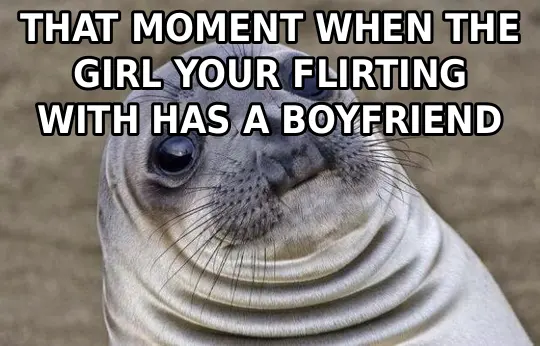 THAT MOMENT WHEN THE
GIRL YOUR FLIRTING
WITH HAS A BOYFRIEND